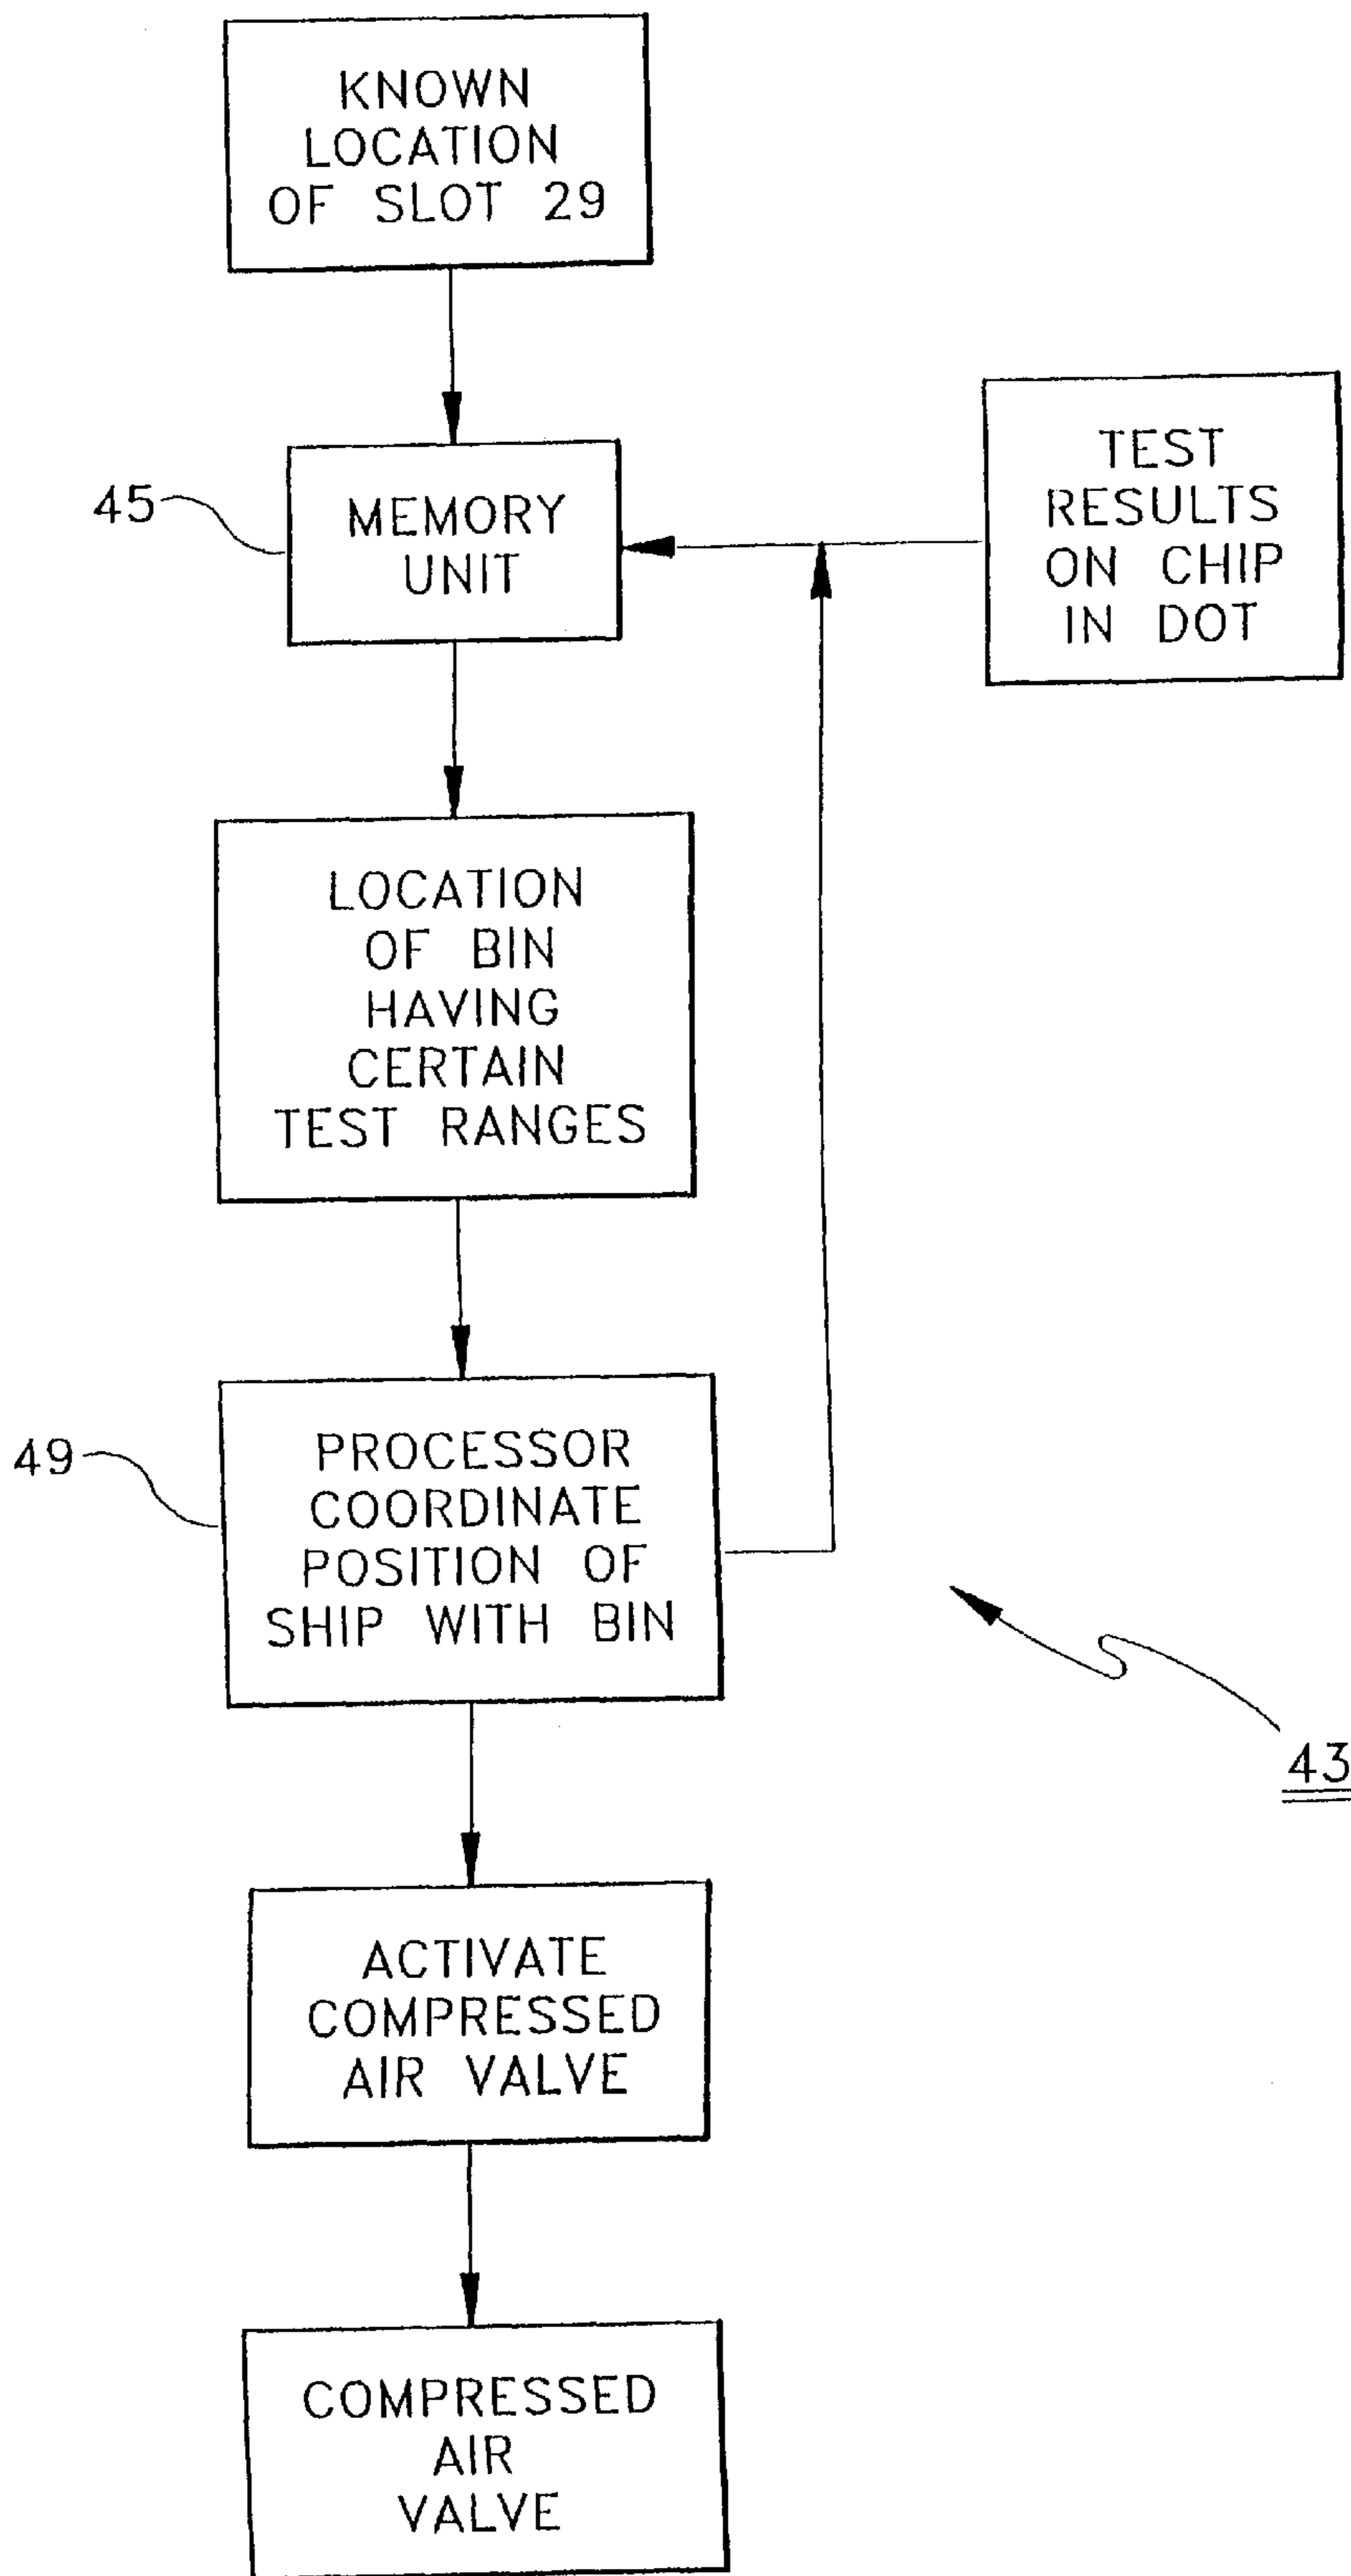 KNOWN
LOCATION
OF SLOT 29
45
MEMORY
UNIT
TEST
RESULTS
ON CHIP
IN DOT
LOCATION
OF BIN
HAVING
CERTAIN
TEST RANGES
49
PROCESSOR
COORDINATE
POSITION OF
SHIP WITH BIN
43
ACTIVATE
COMPRESSED
AIR VALVE
COMPRESSED
AIR
VALVE